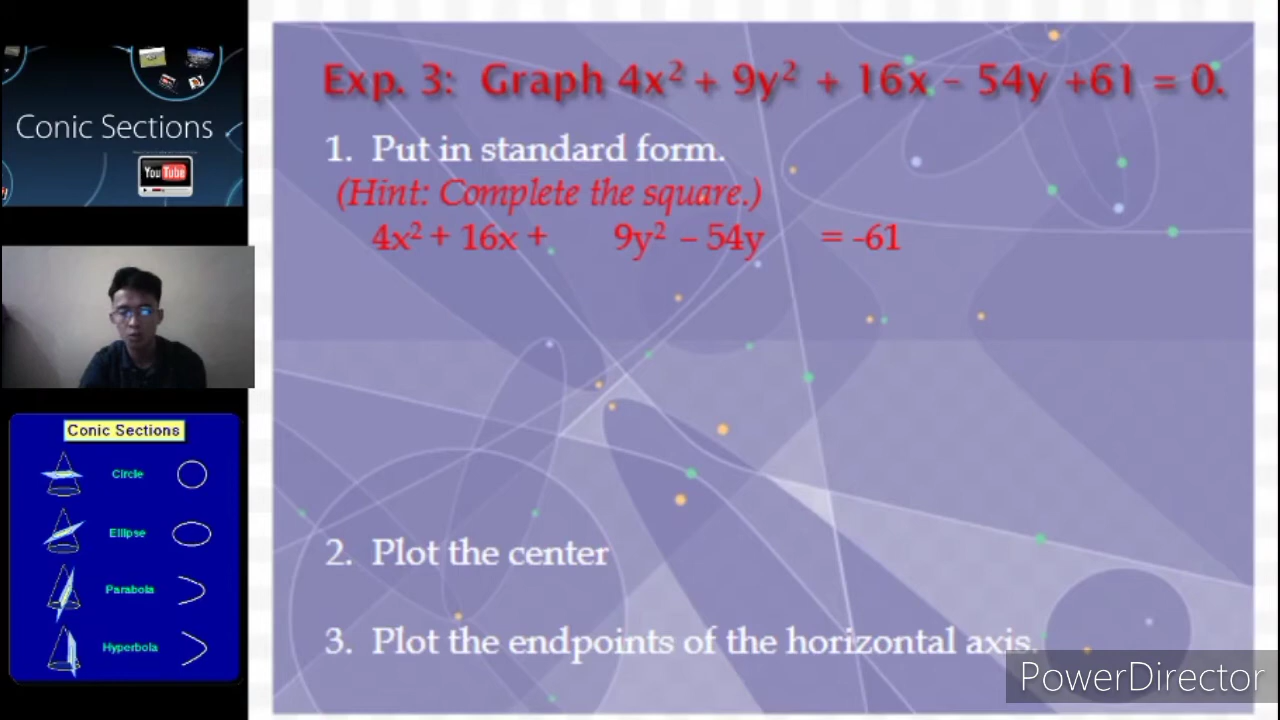 Conic Sections
You Tube
Conic Sections
Circle
Ellipse
Parabola
Hyperbola
Exp. 3: Graph 4x² + 9y² + 16x – 54y +61 = 0.
1. Put in standard form.
(Hint: Complete the square.)
4x² + 16x + 9y² – 54y = -61
2. Plot the center
3. Plot the endpoints of the horizontal axis.
PowerDirector